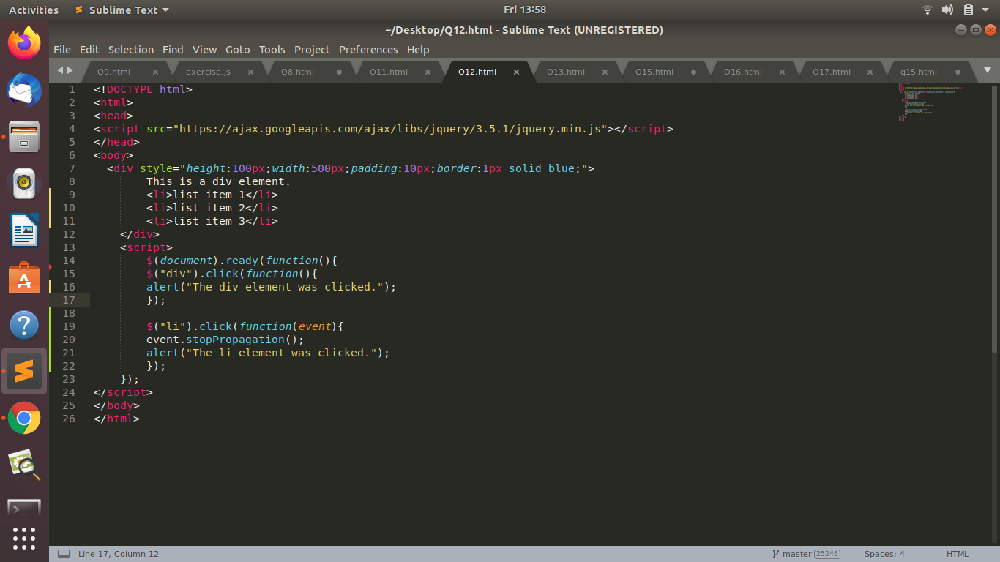 Activities Sublime Text Fri 13:58
~/Desktop/Q12.html - Sublime Text (UNREGISTERED)
File Edit Selection Find View Goto Tools Project Preferences Help
Q9.html exercise.js Q8.html Q11.html Q12.html Q13.html Q15.html Q16.html Q17.html q15.html
1 <!DOCTYPE html>
2 <html>
3 <head>
4 <script src="https://ajax.googleapis.com/ajax/libs/jquery/3.5.1/jquery.min.js"></script>
5 </head>
6 <body>
7 <div style="height:100px;width:500px;padding:10px;border:1px solid blue;">
8 This is a div element.
9 <li>list item 1</li>
10 <li>list item 2</li>
11 <li>list item 3</li>
12 </div>
13 <script>
14 $(document).ready(function(){
15 $("div").click(function(){
16 alert("The div element was clicked.");
17 });
18
19 $("li").click(function(event){
20 event.stopPropagation();
21 alert("The li element was clicked.");
22 });
23 });
24 </script>
25 </body>
26 </html>
Line 17, Column 12 master 25246 Spaces: 4 HTML